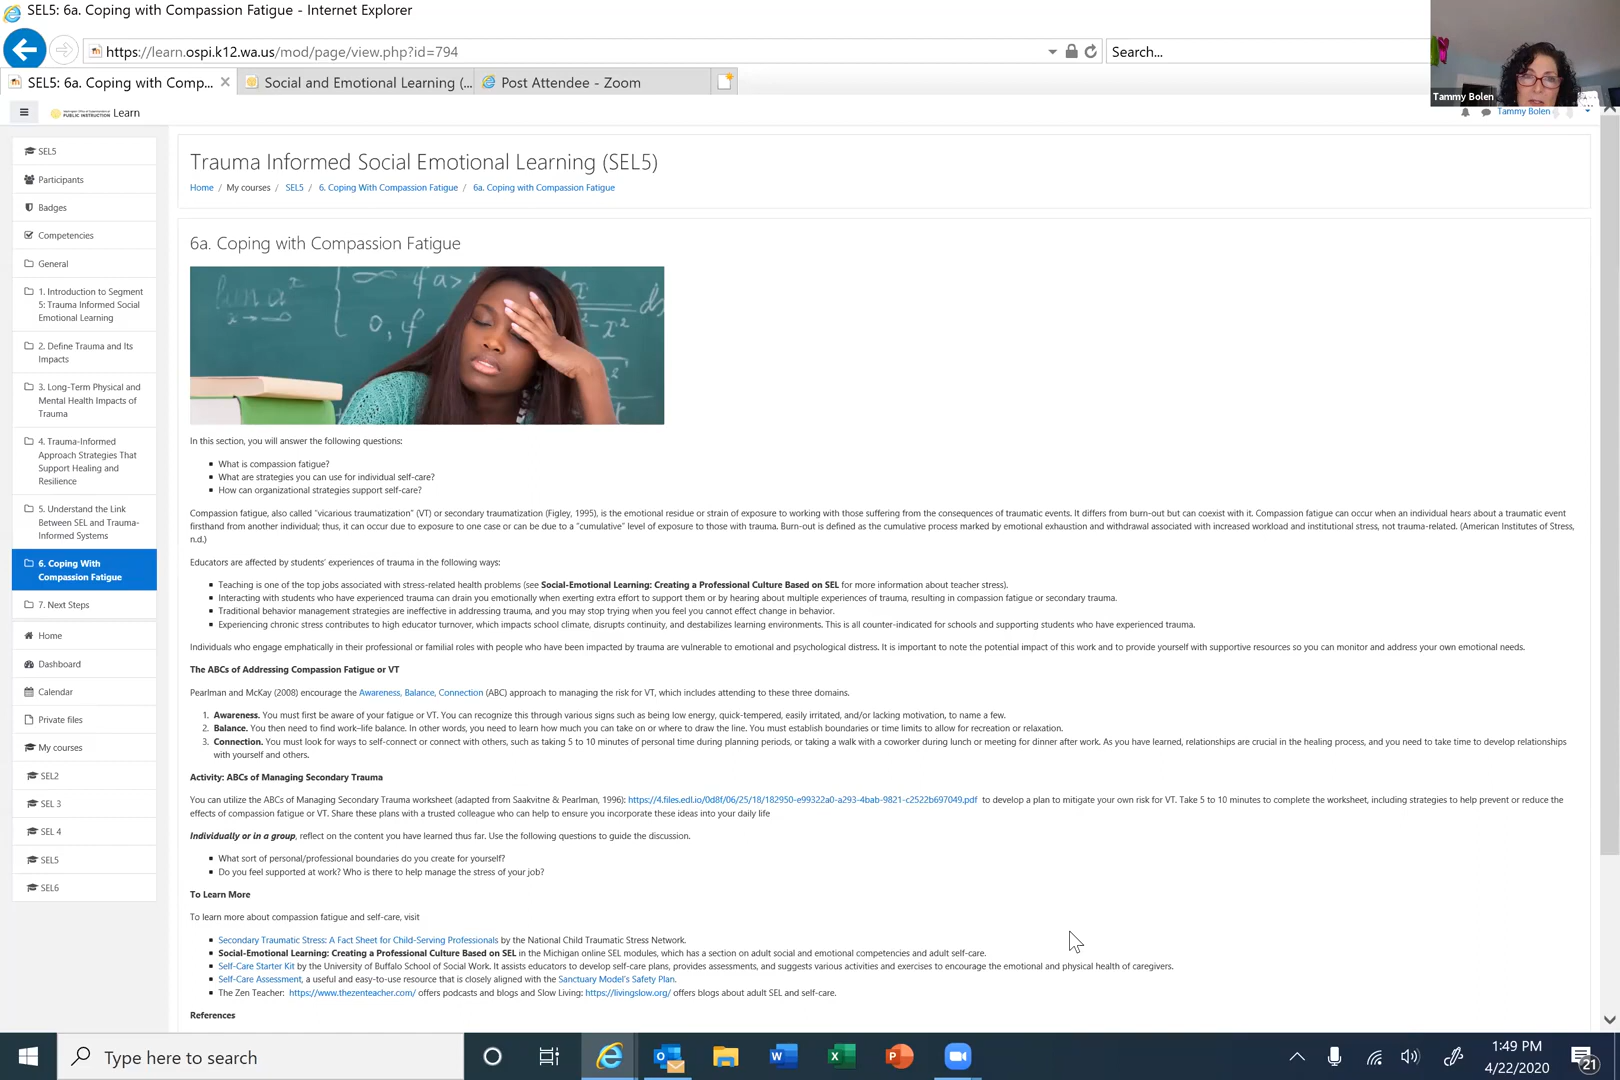 SEL5: 6a. Coping with Compassion Fatigue - Internet Explorer
https://learn.ospi.k12.wa.us/mod/page/view.php?id=794
Search...
SEL5: 6a. Coping with Comp...
Social and Emotional Learning (...
Post Attendee - Zoom
Tammy Bolen
PUBLIC INSTRUCTION Learn
Tammy Bolen
SEL5
Participants
Badges
Competencies
General
1. Introduction to Segment
5: Trauma Informed Social
Emotional Learning
2. Define Trauma and Its
Impacts
3. Long-Term Physical and
Mental Health Impacts of
Trauma
4. Trauma-Informed
Approach Strategies That
Support Healing and
Resilience
5. Understand the Link
Between SEL and Trauma-
Informed Systems
6. Coping With
Compassion Fatigue
7. Next Steps
Home
Dashboard
Calendar
Private files
My courses
SEL2
SEL 3
SEL 4
SEL5
SEL6
Trauma Informed Social Emotional Learning (SEL5)
Home / My courses / SEL5 / 6. Coping With Compassion Fatigue / 6a. Coping with Compassion Fatigue
6a. Coping with Compassion Fatigue
In this section, you will answer the following questions:
What is compassion fatigue?
What are strategies you can use for individual self-care?
How can organizational strategies support self-care?
Compassion fatigue, also called "vicarious traumatization" (VT) or secondary traumatization (Figley, 1995), is the emotional residue or strain of exposure to working with those suffering from the consequences of traumatic events. It differs from burn-out but can coexist with it. Compassion fatigue can occur when an individual hears about a traumatic event
firsthand from another individual; thus, it can occur due to exposure to one case or can be due to a "cumulative" level of exposure to those with trauma. Burn-out is defined as the cumulative process marked by emotional exhaustion and withdrawal associated with increased workload and institutional stress, not trauma-related. (American Institutes of Stress,
n.d.)
Educators are affected by students' experiences of trauma in the following ways:
Teaching is one of the top jobs associated with stress-related health problems (see Social-Emotional Learning: Creating a Professional Culture Based on SEL for more information about teacher stress).
Interacting with students who have experienced trauma can drain you emotionally when exerting extra effort to support them or by hearing about multiple experiences of trauma, resulting in compassion fatigue or secondary trauma.
Traditional behavior management strategies are ineffective in addressing trauma, and you may stop trying when you feel you cannot effect change in behavior.
Experiencing chronic stress contributes to high educator turnover, which impacts school climate, disrupts continuity, and destabilizes learning environments. This is all counter-indicated for schools and supporting students who have experienced trauma.
Individuals who engage emphatically in their professional or familial roles with people who have been impacted by trauma are vulnerable to emotional and psychological distress. It is important to note the potential impact of this work and to provide yourself with supportive resources so you can monitor and address your own emotional needs.
The ABCs of Addressing Compassion Fatigue or VT
Pearlman and McKay (2008) encourage the Awareness, Balance, Connection (ABC) approach to managing the risk for VT, which includes attending to these three domains.
1. Awareness. You must first be aware of your fatigue or VT. You can recognize this through various signs such as being low energy, quick-tempered, easily irritated, and/or lacking motivation, to name a few.
2. Balance. You then need to find work–life balance. In other words, you need to learn how much you can take on or where to draw the line. You must establish boundaries or time limits to allow for recreation or relaxation.
3. Connection. You must look for ways to self-connect or connect with others, such as taking 5 to 10 minutes of personal time during planning periods, or taking a walk with a coworker during lunch or meeting for dinner after work. As you have learned, relationships are crucial in the healing process, and you need to take time to develop relationships
with yourself and others.
Activity: ABCs of Managing Secondary Trauma
You can utilize the ABCs of Managing Secondary Trauma worksheet (adapted from Saakvitne & Pearlman, 1996): https://4.files.edl.io/0d8f/06/25/18/182950-e99322a0-a293-4bab-9821-c2522b697049.pdf to develop a plan to mitigate your own risk for VT. Take 5 to 10 minutes to complete the worksheet, including strategies to help prevent or reduce the
effects of compassion fatigue or VT. Share these plans with a trusted colleague who can help to ensure you incorporate these ideas into your daily life
Individually or in a group, reflect on the content you have learned thus far. Use the following questions to guide the discussion.
What sort of personal/professional boundaries do you create for yourself?
Do you feel supported at work? Who is there to help manage the stress of your job?
To Learn More
To learn more about compassion fatigue and self-care, visit
Secondary Traumatic Stress: A Fact Sheet for Child-Serving Professionals by the National Child Traumatic Stress Network.
Social-Emotional Learning: Creating a Professional Culture Based on SEL in the Michigan online SEL modules, which has a section on adult social and emotional competencies and adult self-care.
Self-Care Starter Kit by the University of Buffalo School of Social Work. It assists educators to develop self-care plans, provides assessments, and suggests various activities and exercises to encourage the emotional and physical health of caregivers.
Self-Care Assessment, a useful and easy-to-use resource that is closely aligned with the Sanctuary Model's Safety Plan.
The Zen Teacher: https://www.thezenteacher.com/ offers podcasts and blogs and Slow Living: https://livingslow.org/ offers blogs about adult SEL and self-care.
References
Type here to search
1:49 PM
4/22/2020
21